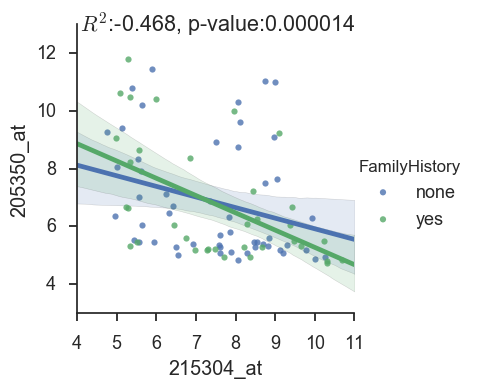 R²:-0.468, p-value:0.000014
12
10
8
6
4
205350_at
4 5 6 7 8 9 10 11
215304_at
FamilyHistory
none
yes